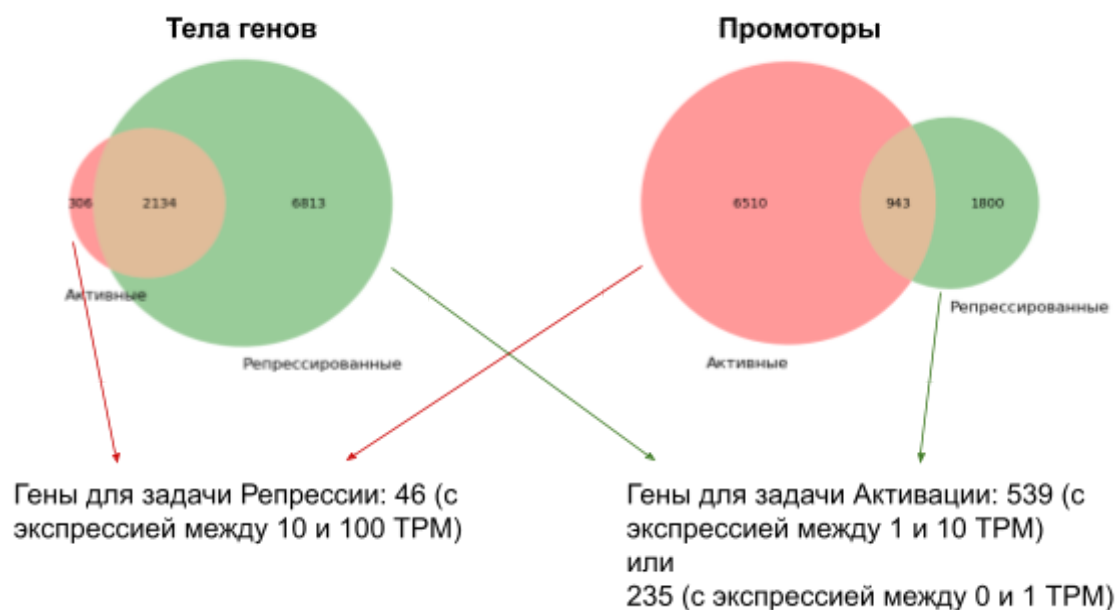 Тела генов
Промоторы
306
2134
6813
6510
943
1800
Активные
Репрессированные
Активные
Репрессированные
Гены для задачи Репрессии: 46 (с
экспрессией между 10 и 100 TPM)
Гены для задачи Активации: 539 (с
экспрессией между 1 и 10 TPM)
или
235 (с экспрессией между 0 и 1 TPM)